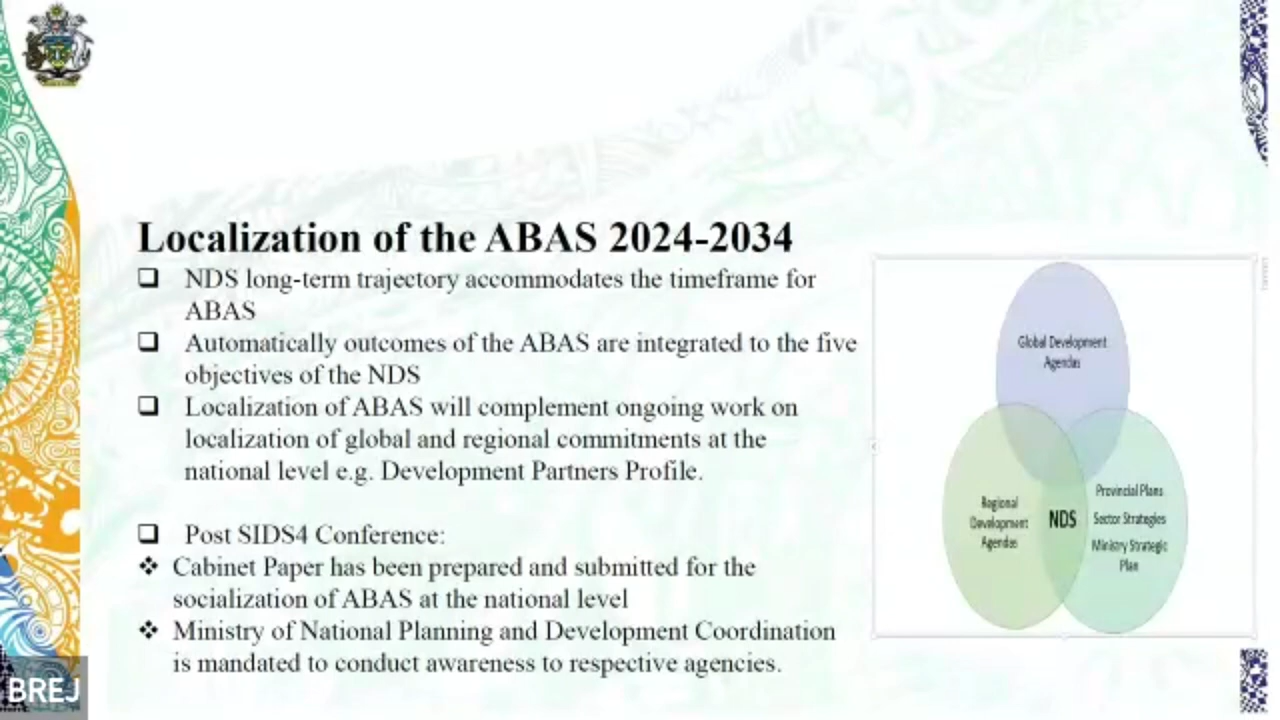 Localization of the ABAS 2024-2034
NDS long-term trajectory accommodates the timeframe for
ABAS
Automatically outcomes of the ABAS are integrated to the five
objectives of the NDS
Localization of ABAS will complement ongoing work on
localization of global and regional commitments at the
national level e.g. Development Partners Profile.
Post SIDS4 Conference:
Cabinet Paper has been prepared and submitted for the
socialization of ABAS at the national level
Ministry of National Planning and Development Coordination
is mandated to conduct awareness to respective agencies.
Global Development
Agendas
Regional
Development
Agendas
NDS
Provincial Plans
Sector Strategies
Ministry Strategic
Plan
BREJ